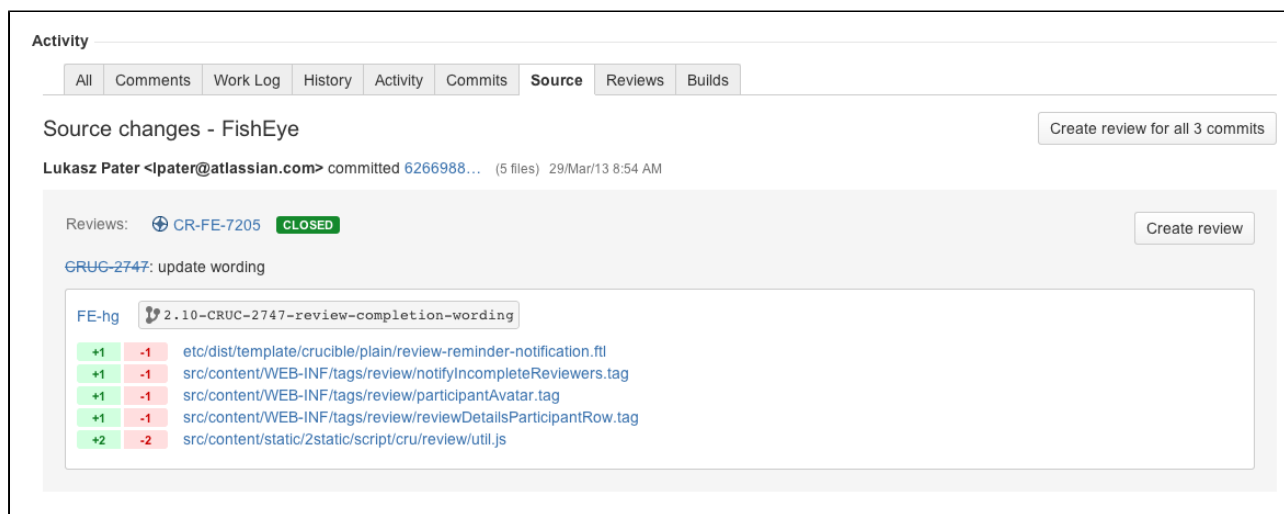 Activity
All Comments Work Log History Activity Commits Source Reviews Builds
Source changes - FishEye
Create review for all 3 commits
Lukasz Pater <lpater@atlassian.com> committed 6266988... (5 files) 29/Mar/13 8:54 AM
Reviews: CR-FE-7205 CLOSED
Create review
CRUC-2747: update wording
FE-hg 2.10-CRUC-2747-review-completion-wording
+1 -1 etc/dist/template/crucible/plain/review-reminder-notification.ftl
+1 -1 src/content/WEB-INF/tags/review/notifyIncompleteReviewers.tag
+1 -1 src/content/WEB-INF/tags/review/participantAvatar.tag
+1 -1 src/content/WEB-INF/tags/review/reviewDetailsParticipantRow.tag
+2 -2 src/content/static/2static/script/cru/review/util.js